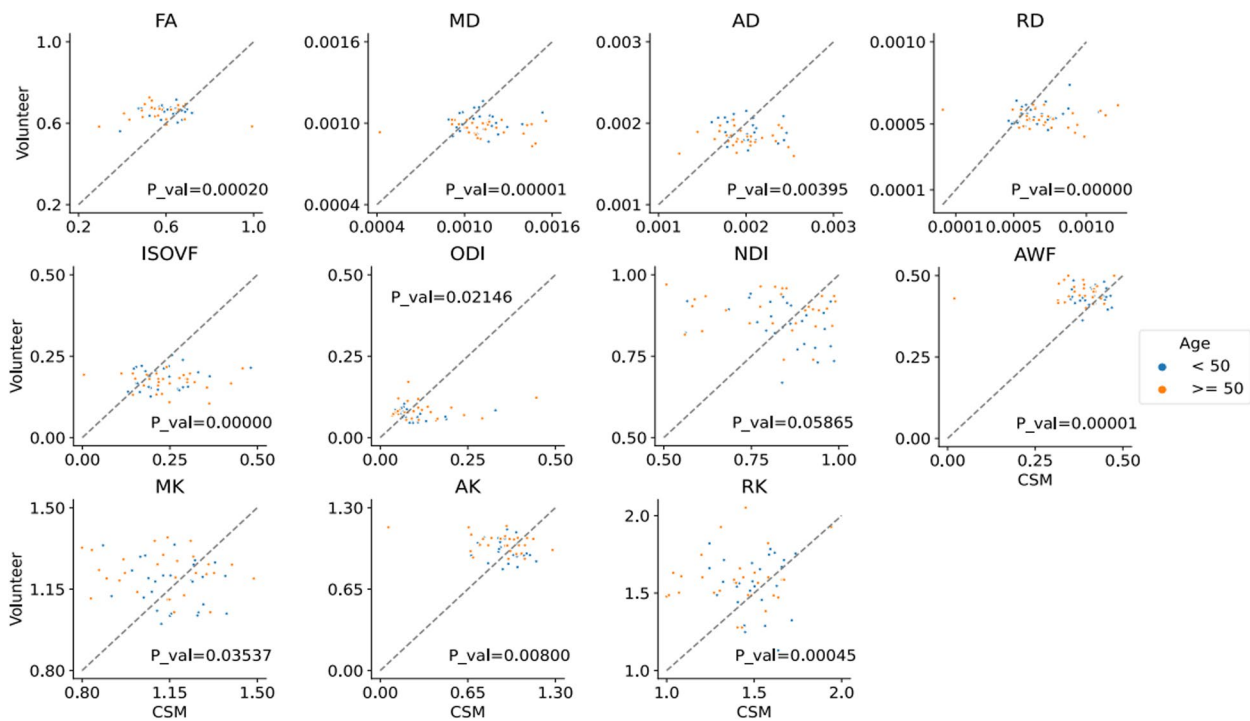 FA MD AD RD
1.0 0.0016 0.003 0.0010
Volunteer
0.6 0.0010 0.002 0.0005
P_val=0.00020 P_val=0.00001 P_val=0.00395 P_val=0.00000
0.2 0.0004 0.001 0.0001
0.2 0.6 1.0 0.0004 0.0010 0.0016 0.001 0.002 0.003 0.0001 0.0005 0.0010
ISOVF ODI NDI AWF
0.50 0.50 1.00 0.50
P_val=0.02146
Volunteer
0.25 0.25 0.75 0.25
Age
< 50
>= 50
P_val=0.00000 P_val=0.05865 P_val=0.00001
0.00 0.00 0.50 0.00
0.00 0.25 0.50 0.00 0.25 0.50 0.50 0.75 1.00 0.00 0.25 0.50
CSM
MK AK RK
1.50 1.30 2.0
Volunteer
1.15 0.65 1.5
P_val=0.03537 P_val=0.00800 P_val=0.00045
0.80 0.00 1.0
0.80 1.15 1.50 0.00 0.65 1.30 1.0 1.5 2.0
CSM CSM CSM